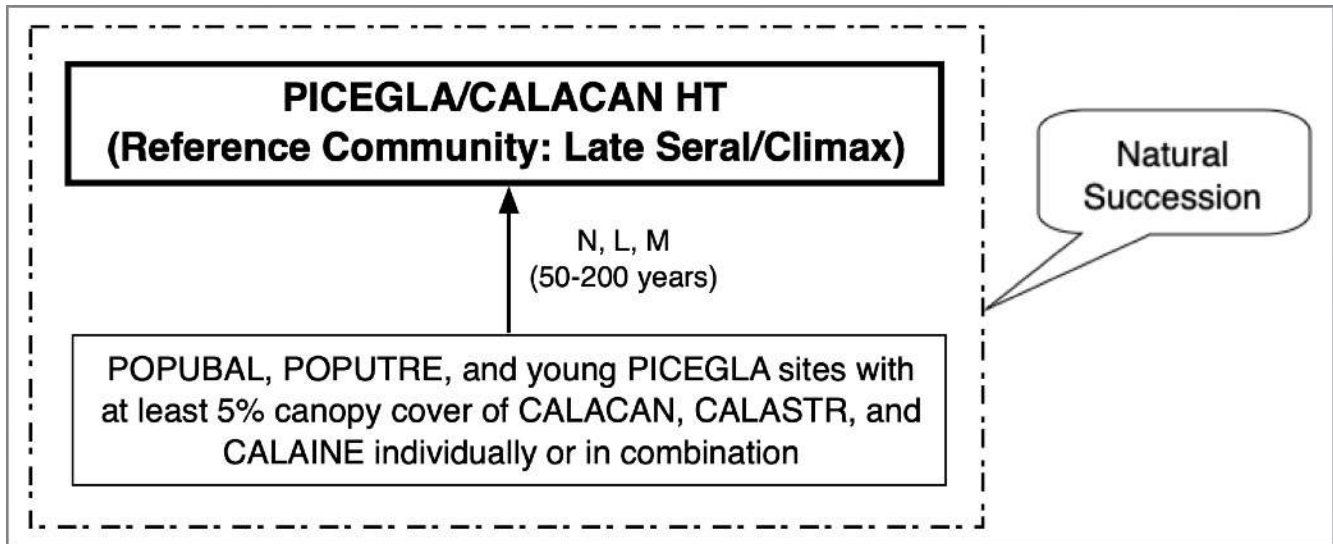 PICEGLA/CALACAN HT
(Reference Community: Late Seral/Climax)
Natural
Succession
N, L, M
(50-200 years)
POPUBAL, POPUTRE, and young PICEGLA sites with
at least 5% canopy cover of CALACAN, CALASTR, and
CALAINE individually or in combination